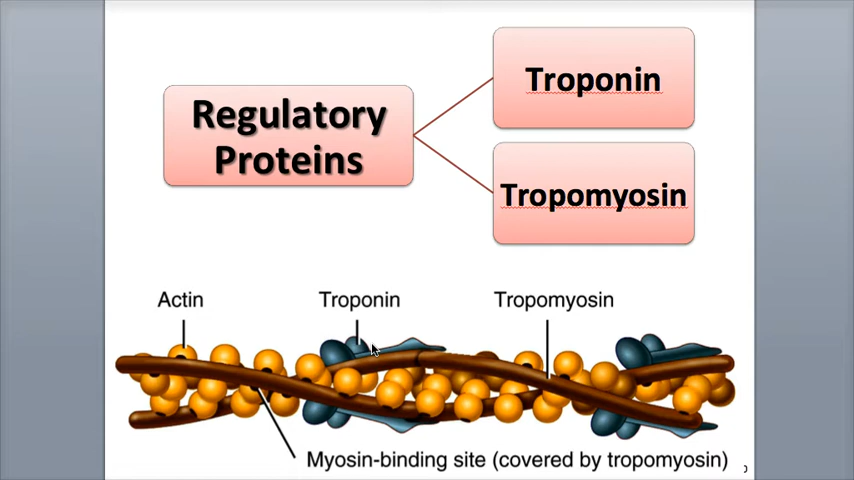 Regulatory
Proteins
Troponin
Tropomyosin
Actin
Troponin
Tropomyosin
Myosin-binding site (covered by tropomyosin)